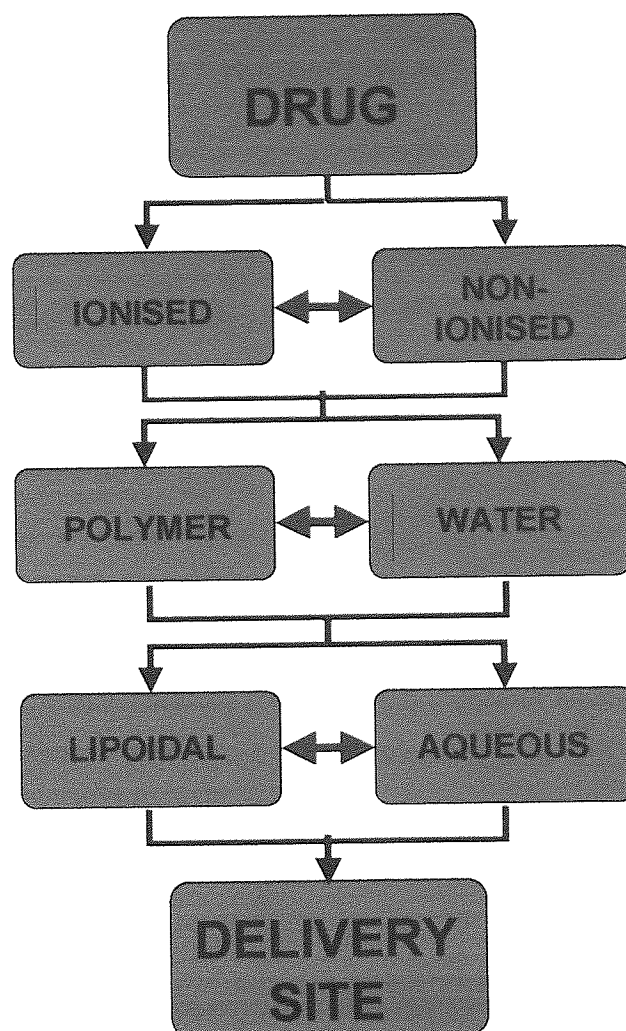 DRUG
IONISED
NON-
IONISED
POLYMER
WATER
LIPOIDAL
AQUEOUS
DELIVERY
SITE